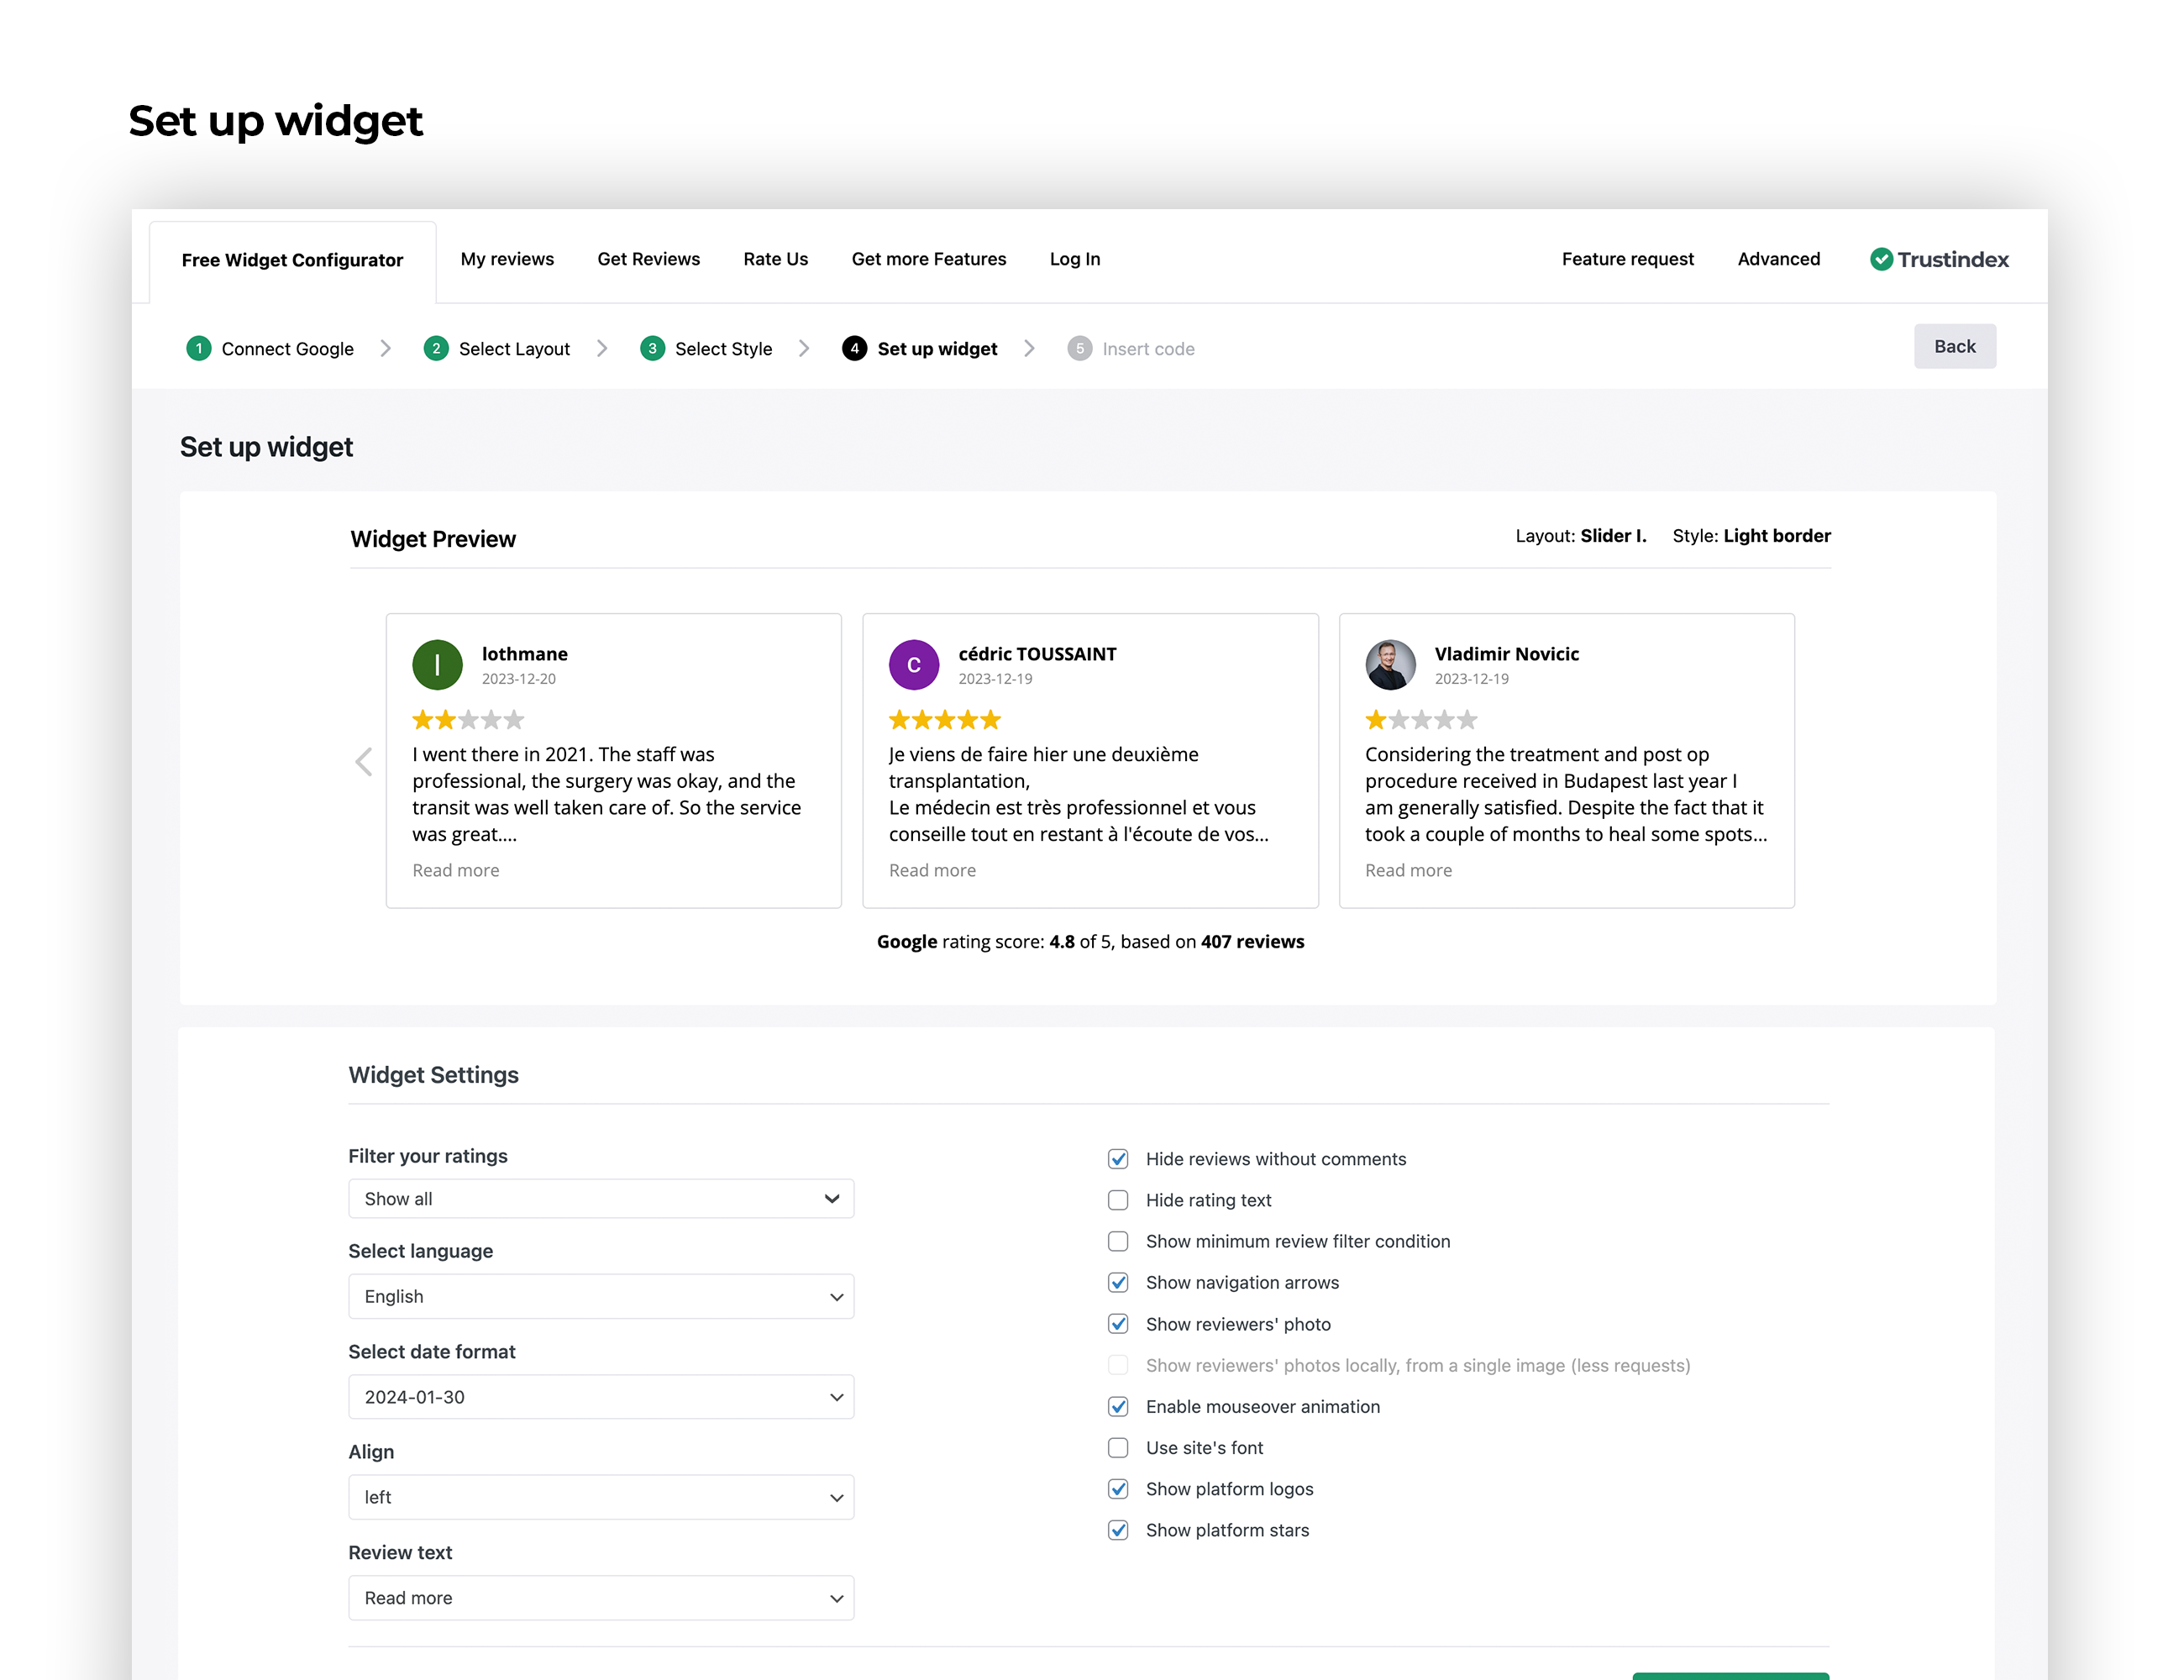 Set up widget
Free Widget Configurator
My reviews
Get Reviews
Rate Us
Get more Features
Log In
Feature request
Advanced
Trustindex
1 Connect Google
2 Select Layout
3 Select Style
4 Set up widget
5 Insert code
Back
Set up widget
Widget Preview
Layout: Slider I.
Style: Light border
l
lothmane
2023-12-20
I went there in 2021. The staff was
professional, the surgery was okay, and the
transit was well taken care of. So the service
was great....
Read more
c
cédric TOUSSAINT
2023-12-19
Je viens de faire hier une deuxième
transplantation,
Le médecin est très professionnel et vous
conseille tout en restant à l'écoute de vos...
Read more
Vladimir Novicic
2023-12-19
Considering the treatment and post op
procedure received in Budapest last year I
am generally satisfied. Despite the fact that it
took a couple of months to heal some spots...
Read more
Google rating score: 4.8 of 5, based on 407 reviews
Widget Settings
Filter your ratings
Show all
Select language
English
Select date format
2024-01-30
Align
left
Review text
Read more
Hide reviews without comments
Hide rating text
Show minimum review filter condition
Show navigation arrows
Show reviewers' photo
Show reviewers' photos locally, from a single image (less requests)
Enable mouseover animation
Use site's font
Show platform logos
Show platform stars